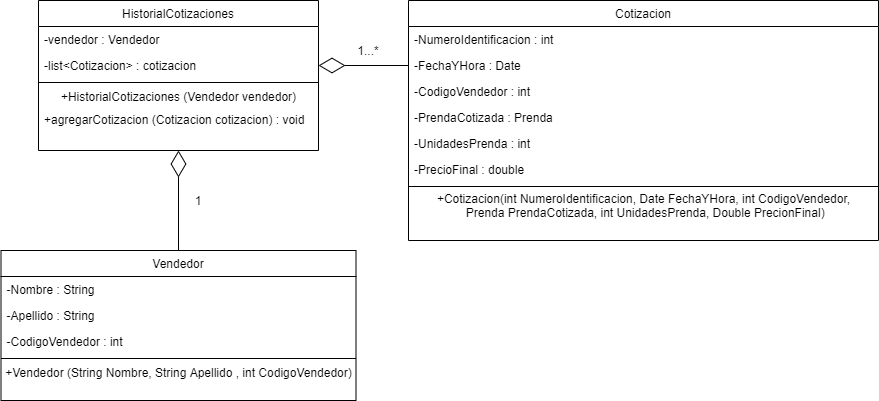 HistorialCotizaciones
-vendedor : Vendedor
-list<Cotizacion> : cotizacion
+HistorialCotizaciones (Vendedor vendedor)
+agregarCotizacion (Cotizacion cotizacion) : void
1...*
Cotizacion
-NumeroIdentificacion : int
-FechaYHora : Date
-CodigoVendedor : int
-PrendaCotizada : Prenda
-UnidadesPrenda : int
-PrecioFinal : double
+Cotizacion(int NumeroIdentificacion, Date FechaYHora, int CodigoVendedor,
Prenda PrendaCotizada, int UnidadesPrenda, Double PrecionFinal)
1
Vendedor
-Nombre : String
-Apellido : String
-CodigoVendedor : int
+Vendedor (String Nombre, String Apellido , int CodigoVendedor)